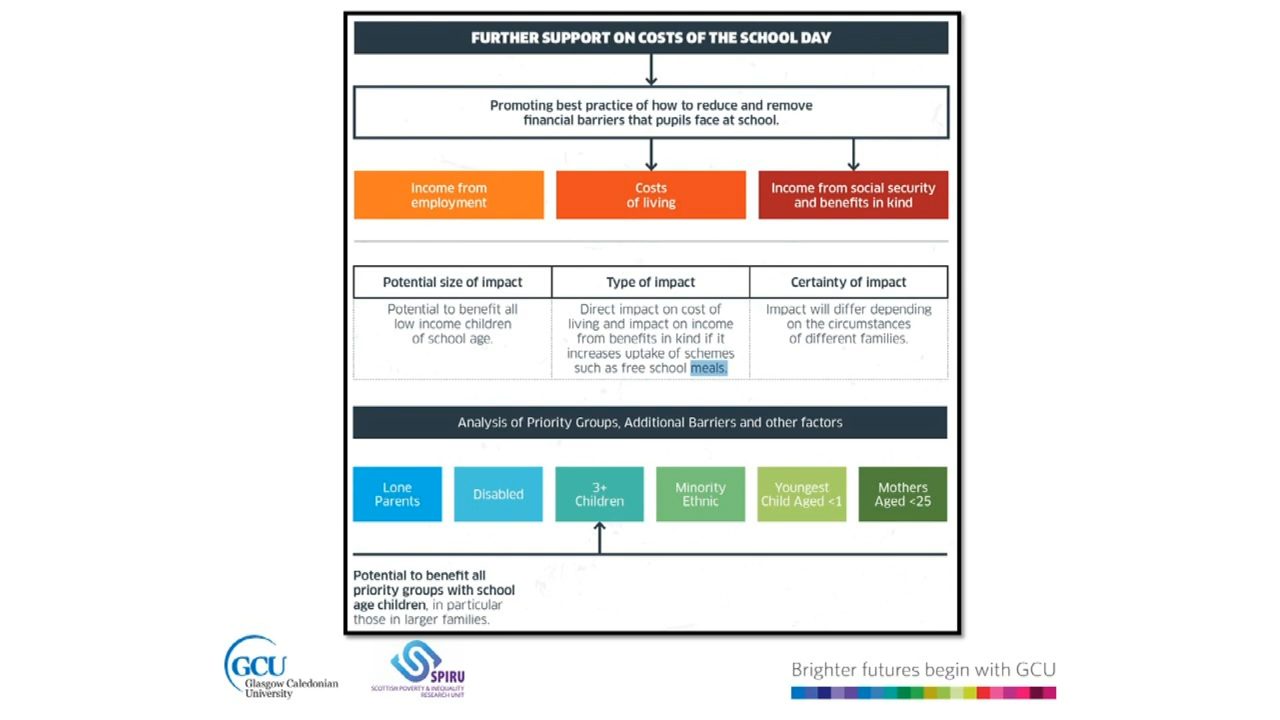 FURTHER SUPPORT ON COSTS OF THE SCHOOL DAY
Promoting best practice of how to reduce and remove
financial barriers that pupils face at school.
Income from
employment
Costs
of living
Income from social security
and benefits in kind
Potential size of impact
Type of impact
Certainty of impact
Potential to benefit all
low income children
of school age.
Direct impact on cost of
living and impact on income
from benefits in kind if it
increases uptake of schemes
such as free school meals.
Impact will differ depending
on the circumstances
of different families.
Analysis of Priority Groups, Additional Barriers and other factors
Lone
Parents
Disabled
3+
Children
Minority
Ethnic
Youngest
Child Aged <1
Mothers
Aged <25
Potential to benefit all
priority groups with school
age children, in particular
those in larger families.
GCU
Glasgow Caledonian
University
SPIRU
SCOTTISH POVERTY & INEQUALITY
RESEARCH UNIT
Brighter futures begin with GCU